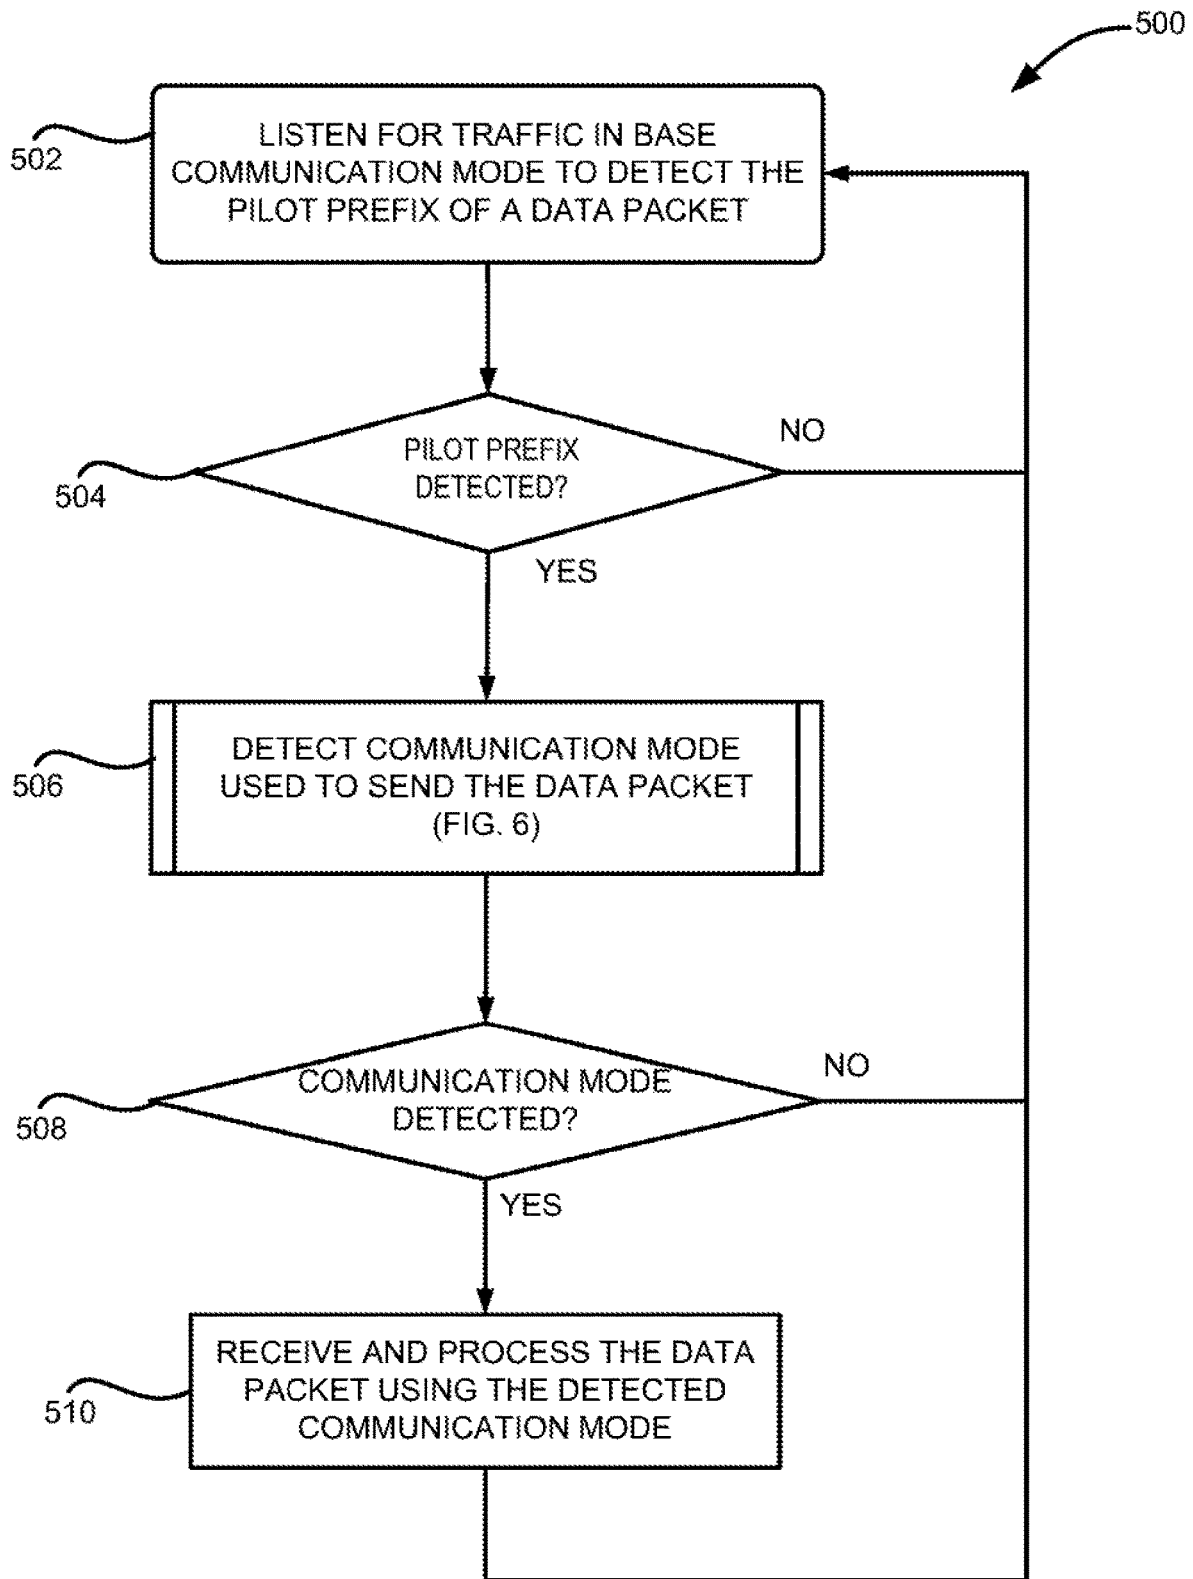 500
502
LISTEN FOR TRAFFIC IN BASE
COMMUNICATION MODE TO DETECT THE
PILOT PREFIX OF A DATA PACKET
504
PILOT PREFIX
DETECTED?
NO
YES
506
DETECT COMMUNICATION MODE
USED TO SEND THE DATA PACKET
(FIG. 6)
508
COMMUNICATION MODE
DETECTED?
NO
YES
510
RECEIVE AND PROCESS THE DATA
PACKET USING THE DETECTED
COMMUNICATION MODE